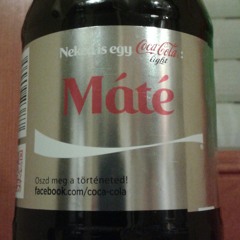 Neked is egy Coca-Cola light :
Máté
Oszd meg a történeted!
facebook.com/coca-cola